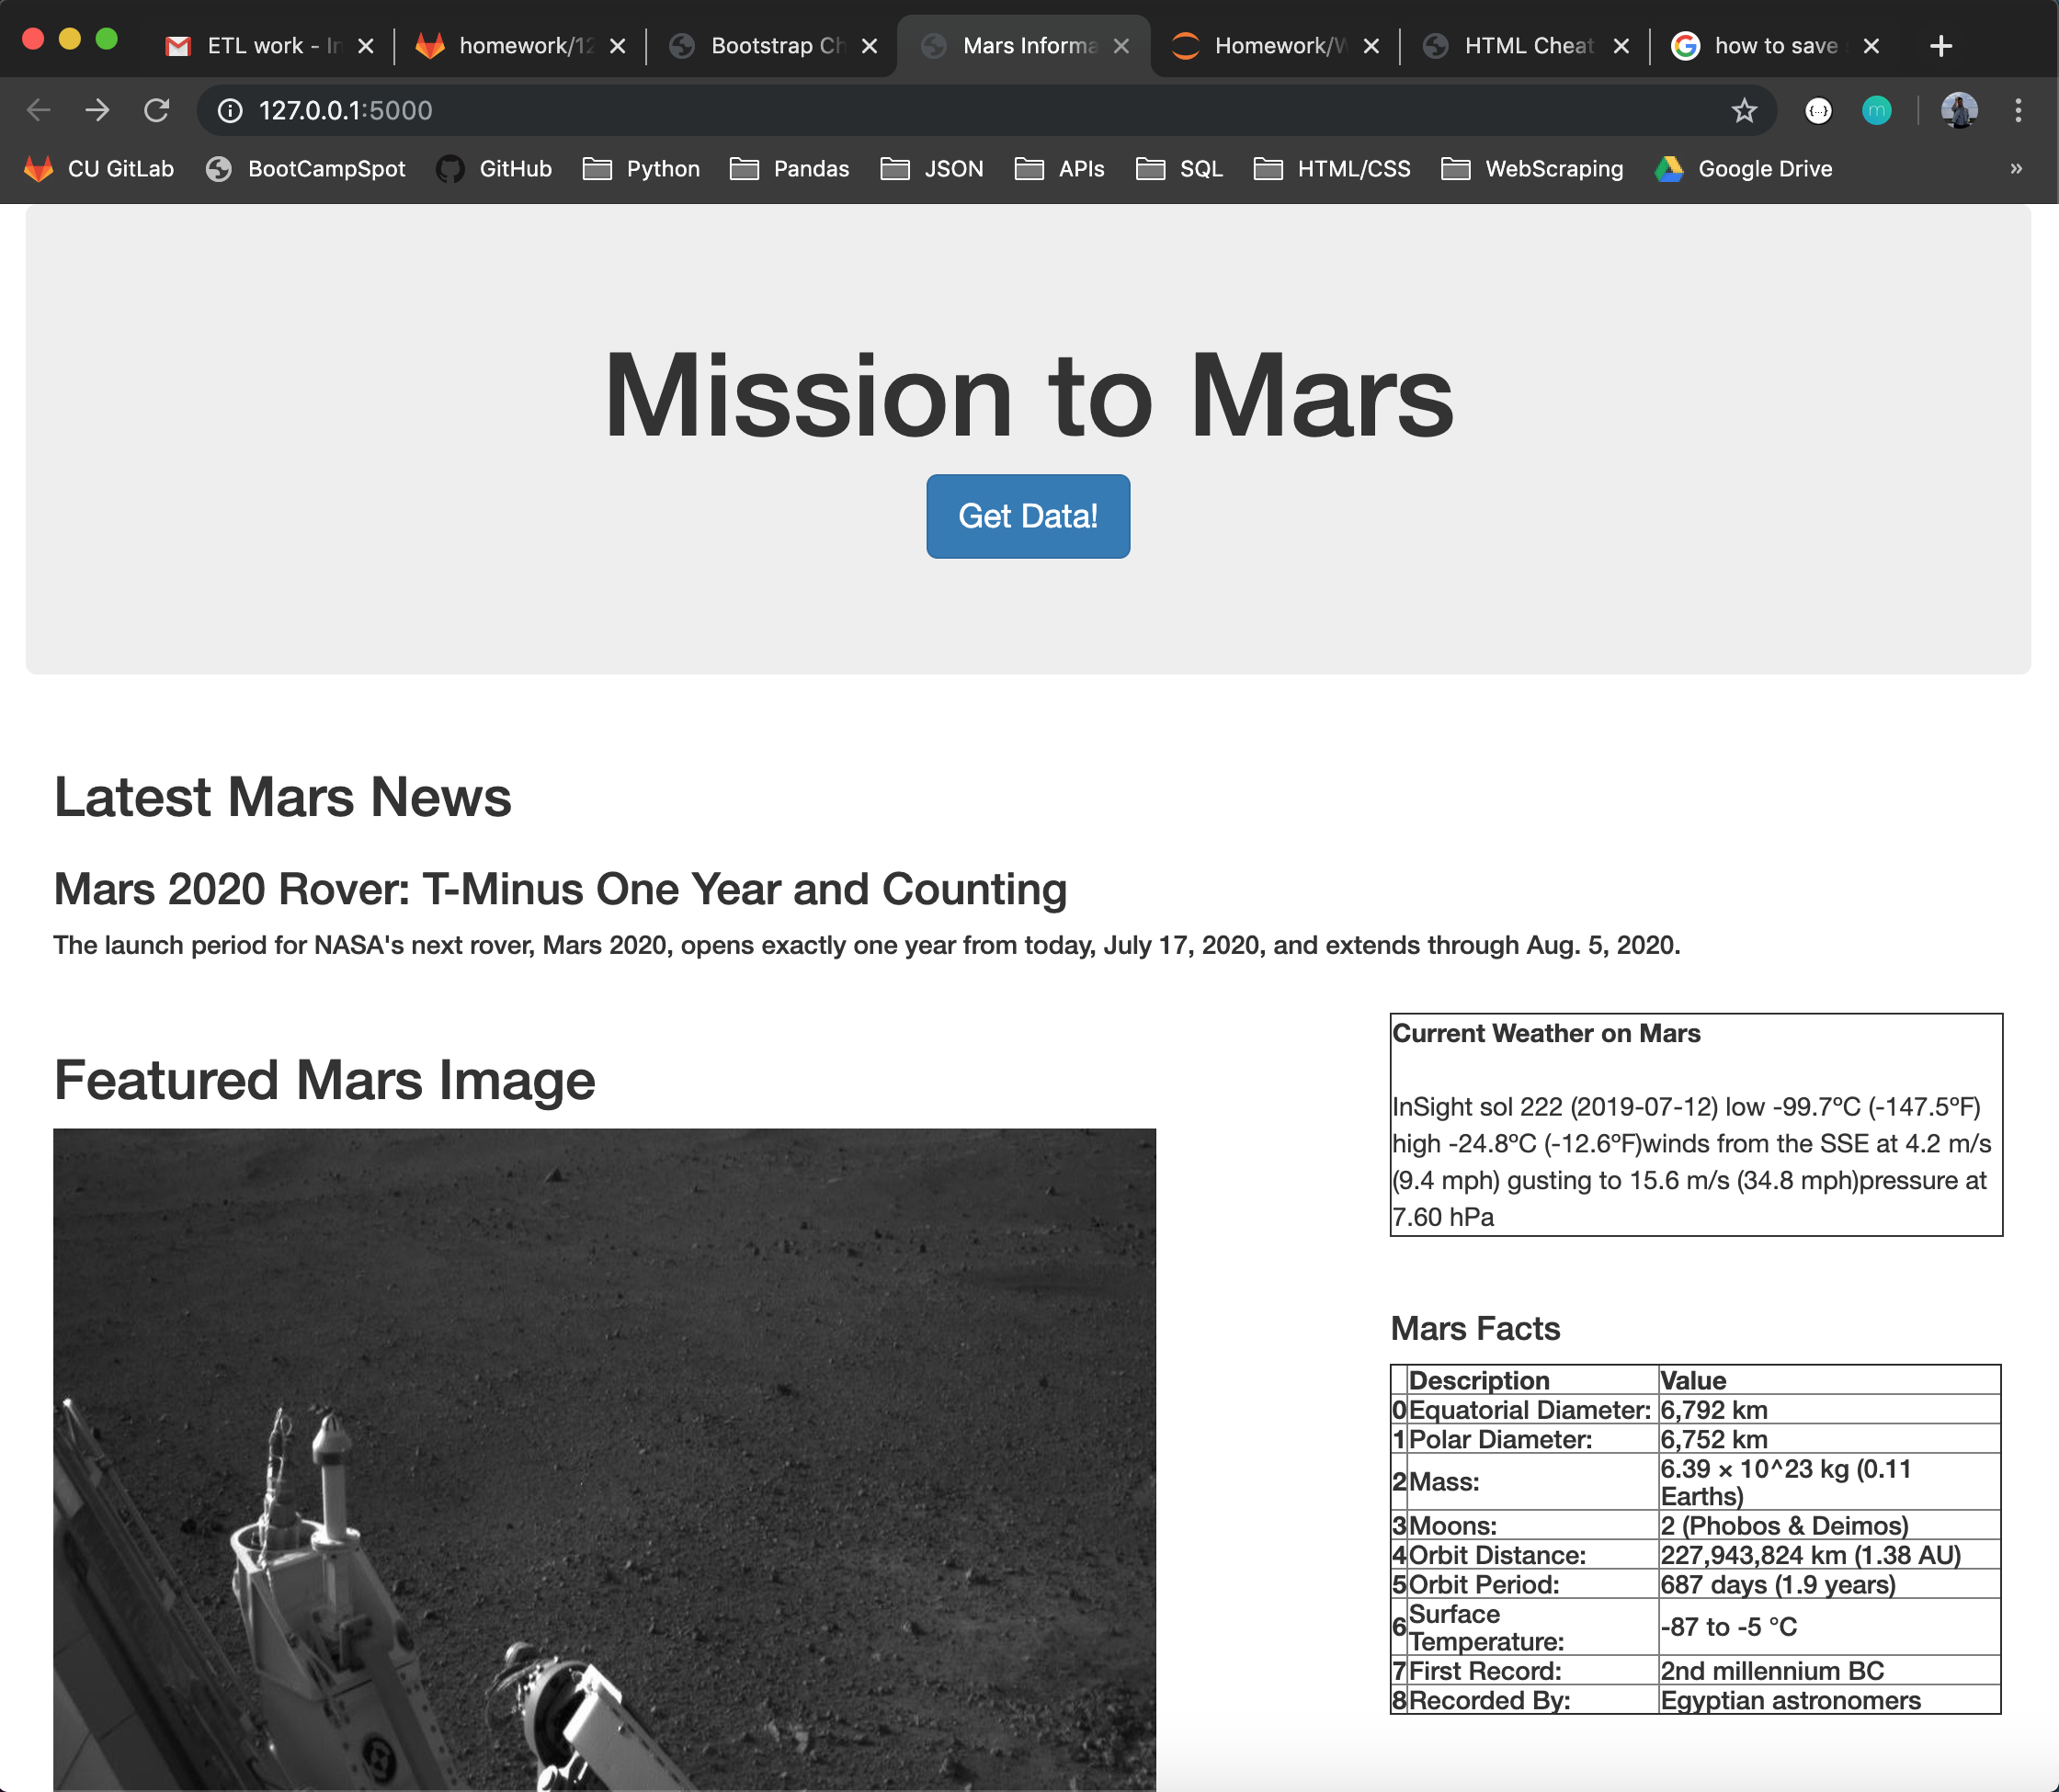 ETL work - In
homework/12
Bootstrap Ch
Mars Informa
Homework/W
HTML Cheat
how to save
127.0.0.1:5000
CU GitLab
BootCampSpot
GitHub
Python
Pandas
JSON
APIs
SQL
HTML/CSS
WebScraping
Google Drive
»
Mission to Mars
Get Data!
Latest Mars News
Mars 2020 Rover: T-Minus One Year and Counting
The launch period for NASA's next rover, Mars 2020, opens exactly one year from today, July 17, 2020, and extends through Aug. 5, 2020.
Featured Mars Image
Current Weather on Mars
InSight sol 222 (2019-07-12) low -99.7ºC (-147.5ºF)
high -24.8ºC (-12.6ºF)winds from the SSE at 4.2 m/s
(9.4 mph) gusting to 15.6 m/s (34.8 mph)pressure at
7.60 hPa
Mars Facts
Description Value
0 Equatorial Diameter: 6,792 km
1 Polar Diameter: 6,752 km
2 Mass: 6.39 × 10^23 kg (0.11
Earths)
3 Moons: 2 (Phobos & Deimos)
4 Orbit Distance: 227,943,824 km (1.38 AU)
5 Orbit Period: 687 days (1.9 years)
6 Surface
Temperature: -87 to -5 °C
7 First Record: 2nd millennium BC
8 Recorded By: Egyptian astronomers